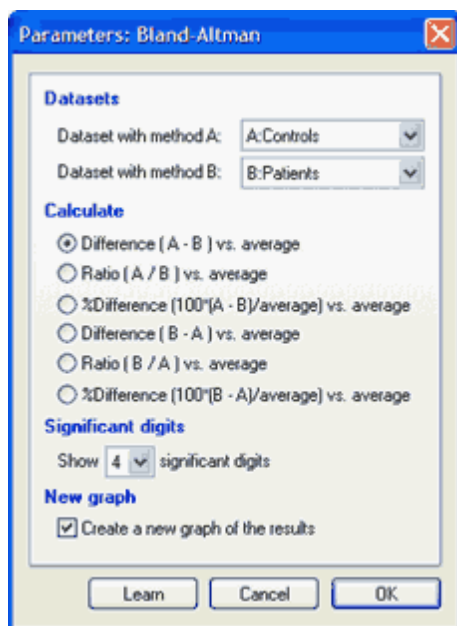 Parameters: Bland-Altman
Datasets
Dataset with method A: A:Controls
Dataset with method B: B:Patients
Calculate
Difference ( A - B ) vs. average
Ratio ( A / B ) vs. average
%Difference (100*(A - B)/average) vs. average
Difference ( B - A ) vs. average
Ratio ( B / A ) vs. average
%Difference (100*(B - A)/average) vs. average
Significant digits
Show 4 significant digits
New graph
Create a new graph of the results
Learn Cancel OK